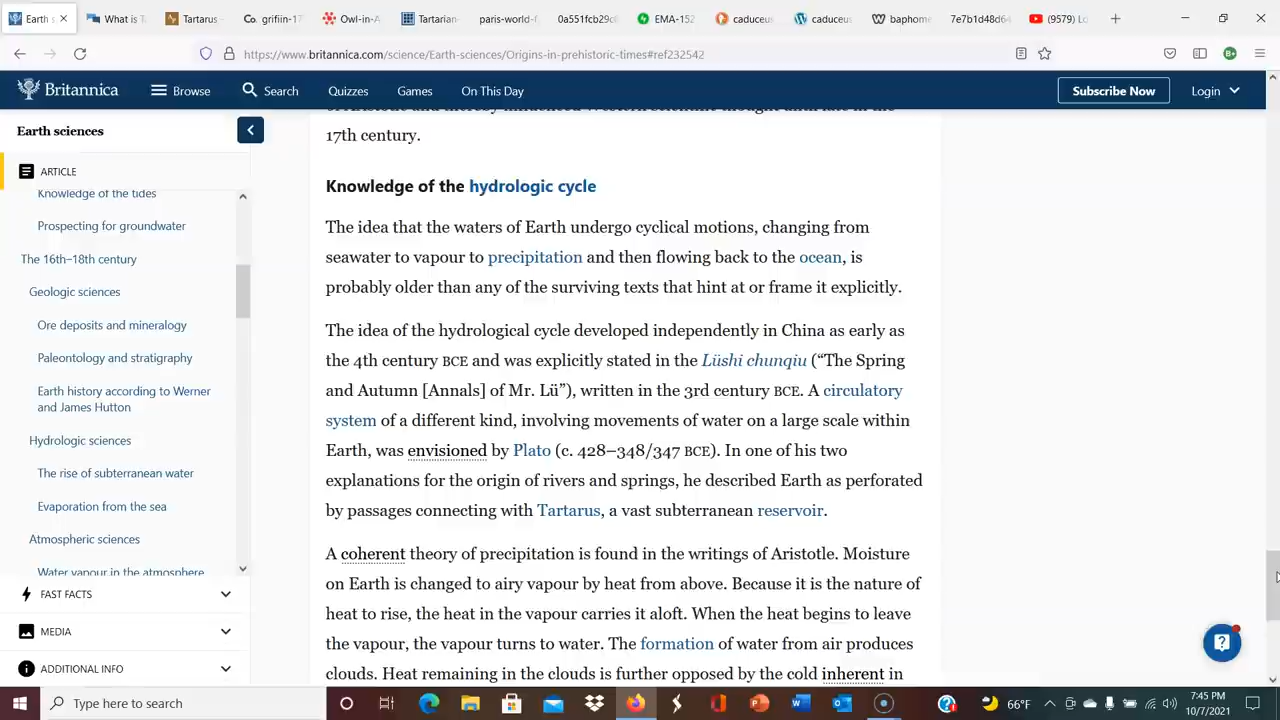 Earth s
What is T
Tartarus
griffin-17
Owl-in-A
Tartarian-
paris-world-f
0a551fcb29c8
EMA-152
caduceu
caduceu
baphome
7e7b1d48d64
(9579) Lo
https://www.britannica.com/science/Earth-sciences/Origins-in-prehistoric-times#ref232542
Britannica
Browse
Search
Quizzes
Games
On This Day
Subscribe Now
Login
Earth sciences
ARTICLE
Knowledge of the tides
Prospecting for groundwater
The 16th–18th century
Geologic sciences
Ore deposits and mineralogy
Paleontology and stratigraphy
Earth history according to Werner
and James Hutton
Hydrologic sciences
The rise of subterranean water
Evaporation from the sea
Atmospheric sciences
Water vapour in the atmosphere
FAST FACTS
MEDIA
ADDITIONAL INFO
of Aristotle and thereby influenced Western scientific thought until late in the
17th century.
Knowledge of the hydrologic cycle
The idea that the waters of Earth undergo cyclical motions, changing from
seawater to vapour to precipitation and then flowing back to the ocean, is
probably older than any of the surviving texts that hint at or frame it explicitly.
The idea of the hydrological cycle developed independently in China as early as
the 4th century BCE and was explicitly stated in the Lüshi chunqiu (“The Spring
and Autumn [Annals] of Mr. Lü”), written in the 3rd century BCE. A circulatory
system of a different kind, involving movements of water on a large scale within
Earth, was envisioned by Plato (c. 428–348/347 BCE). In one of his two
explanations for the origin of rivers and springs, he described Earth as perforated
by passages connecting with Tartarus, a vast subterranean reservoir.
A coherent theory of precipitation is found in the writings of Aristotle. Moisture
on Earth is changed to airy vapour by heat from above. Because it is the nature of
heat to rise, the heat in the vapour carries it aloft. When the heat begins to leave
the vapour, the vapour turns to water. The formation of water from air produces
clouds. Heat remaining in the clouds is further opposed by the cold inherent in
Type here to search
66°F
7:45 PM
10/7/2021